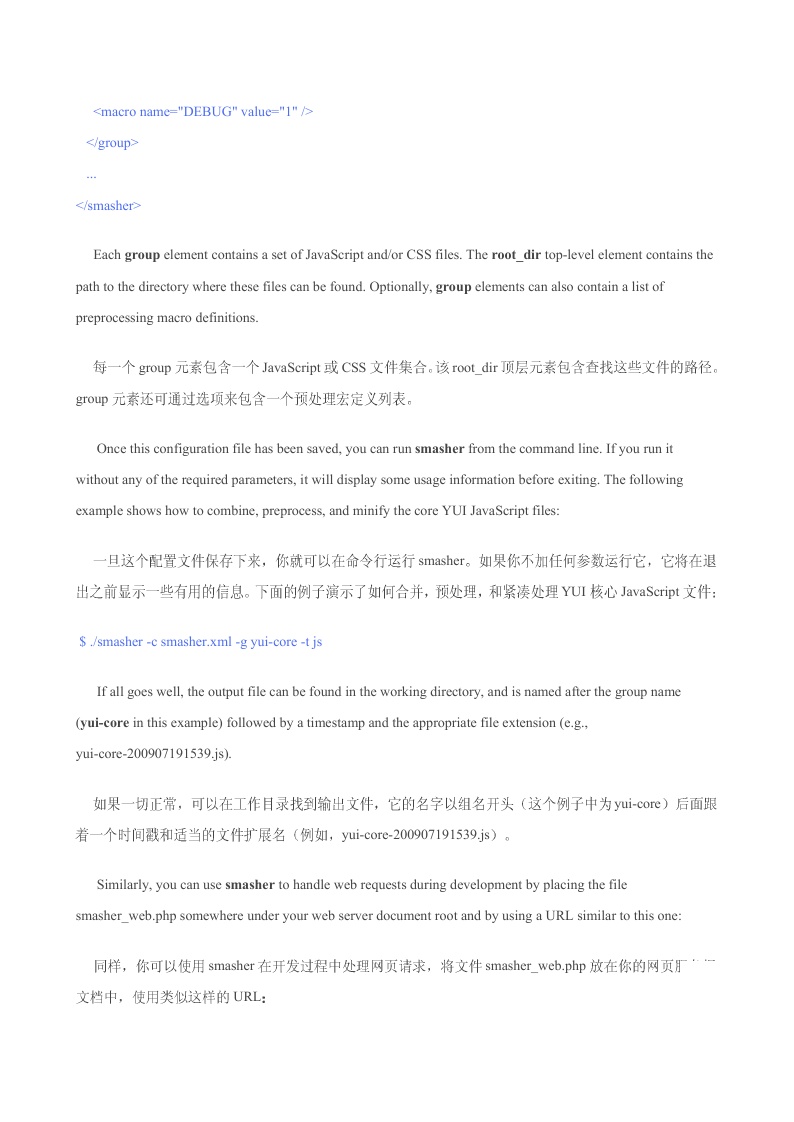 <macro name="DEBUG" value="1" />
</group>
...
</smasher>
Each group element contains a set of JavaScript and/or CSS files. The root_dir top-level element contains the
path to the directory where these files can be found. Optionally, group elements can also contain a list of
preprocessing macro definitions.
每一个 group 元素包含一个 JavaScript 或 CSS 文件集合。该 root_dir 顶层元素包含查找这些文件的路径。
group 元素还可通过选项来包含一个预处理宏定义列表。
Once this configuration file has been saved, you can run smasher from the command line. If you run it
without any of the required parameters, it will display some usage information before exiting. The following
example shows how to combine, preprocess, and minify the core YUI JavaScript files:
一旦这个配置文件保存下来，你就可以在命令行运行 smasher。如果你不加任何参数运行它，它将在退
出之前显示一些有用的信息。下面的例子演示了如何合并，预处理，和紧凑处理 YUI 核心 JavaScript 文件；
$ ./smasher -c smasher.xml -g yui-core -t js
If all goes well, the output file can be found in the working directory, and is named after the group name
(yui-core in this example) followed by a timestamp and the appropriate file extension (e.g.,
yui-core-200907191539.js).
如果一切正常，可以在工作目录找到输出文件，它的名字以组名开头（这个例子中为 yui-core）后面跟
着一个时间戳和适当的文件扩展名（例如，yui-core-200907191539.js）。
Similarly, you can use smasher to handle web requests during development by placing the file
smasher_web.php somewhere under your web server document root and by using a URL similar to this one:
同样，你可以使用 smasher 在开发过程中处理网页请求，将文件 smasher_web.php 放在你的网页
文档中，使用类似这样的 URL：